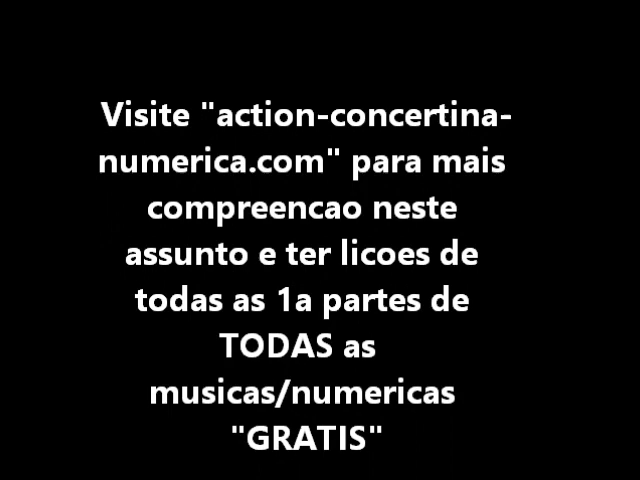 Visite "action-concertina-
numerica.com" para mais
compreencao neste
assunto e ter licoes de
todas as 1a partes de
TODAS as
musicas/numericas
"GRATIS"